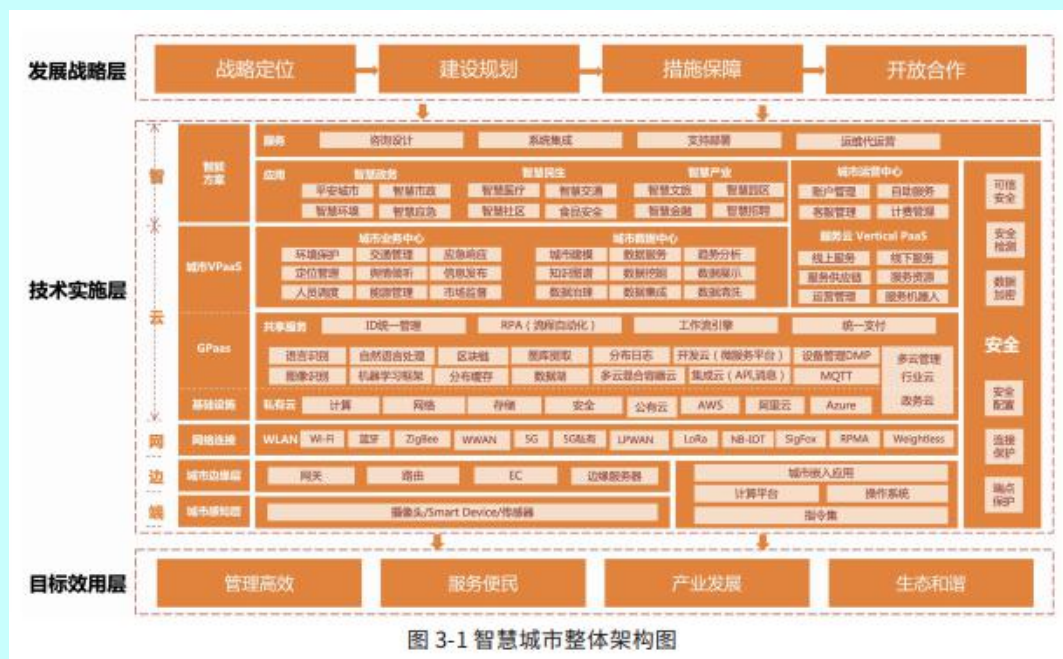 发展战略层
战略定位
建设规划
措施保障
开放合作
技术实施层
智
云
网
边
端
智能
方案
服务
咨询设计
系统集成
支持部署
运维代运营
应用
智慧政务
平安城市
智慧市政
智慧环境
智慧应急
智慧民生
智慧医疗
智慧交通
智慧社区
食品安全
智慧产业
智慧文旅
智慧园区
智慧金融
智慧招聘
城市运营中心
账户管理
自助服务
客服管理
计费管理
城市VPaaS
城市业务中心
环境保护
交通管理
应急响应
定位管理
舆情倾听
信息发布
人员调度
能源管理
市场监督
城市数据中心
城市建模
数据服务
趋势分析
知识图谱
数据挖掘
数据展示
数据治理
数据集成
数据清洗
服务云 Vertical PaaS
线上服务
线下服务
服务供应链
服务资源
运营管理
服务机器人
GPaas
共享服务
ID统一管理
RPA（流程自动化）
工作流引擎
统一支付
语言识别
自然语言处理
区块链
图库提取
分布日志
开发云（微服务平台）
设备管理DMP
图像识别
机器学习框架
分布缓存
数据湖
多云混合容器云
集成云（API,消息）
MQTT
多云管理
行业云
政务云
基础设施
私有云
计算
网络
存储
安全
公有云
AWS
阿里云
Azure
网络连接
WLAN
Wi-Fi
蓝牙
ZigBee
WWAN
5G
5G私有
LPWAN
LoRa
NB-IOT
SigFox
RPMA
Weightless
城市边缘层
网关
路由
EC
边缘服务器
城市感知层
摄像头/Smart Device/传感器
城市嵌入应用
计算平台
操作系统
指令集
可信
安全
安全
检测
数据
加密
安全
安全
配置
连接
保护
端点
保护
目标效用层
管理高效
服务便民
产业发展
生态和谐
图 3-1 智慧城市整体架构图